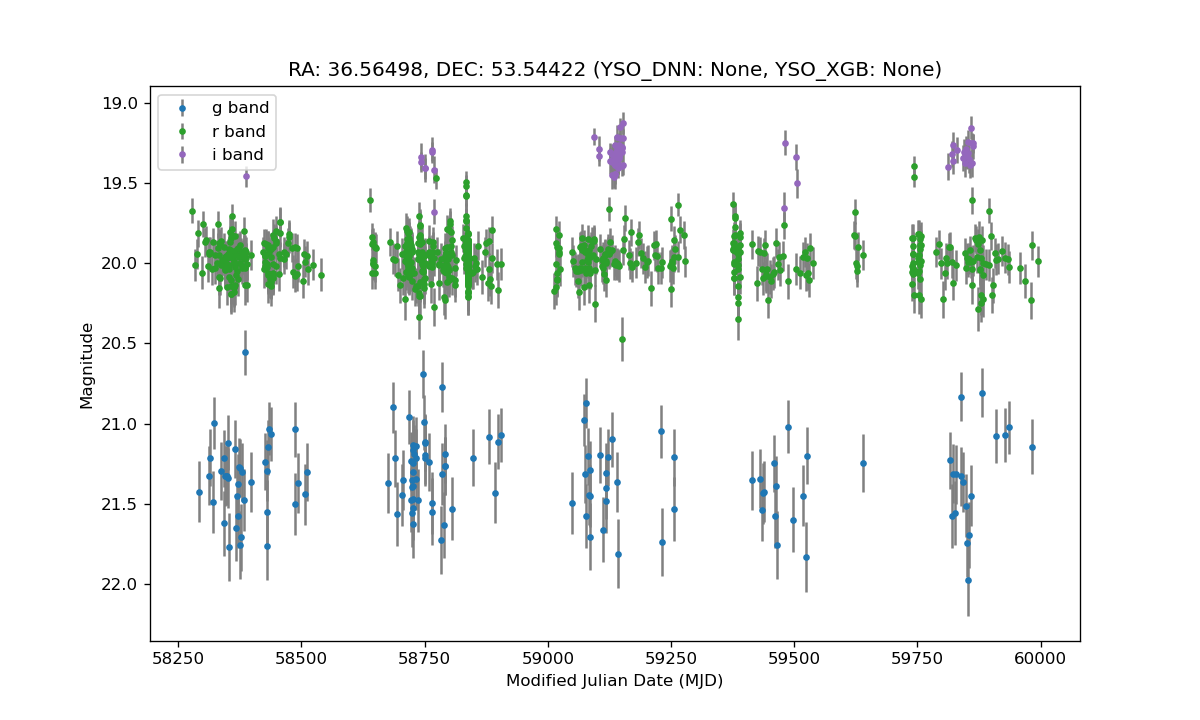 RA: 36.56498, DEC: 53.54422 (YSO_DNN: None, YSO_XGB: None)
g band
r band
i band
19.0
19.5
20.0
20.5
21.0
21.5
22.0
Magnitude
58250 58500 58750 59000 59250 59500 59750 60000
Modified Julian Date (MJD)